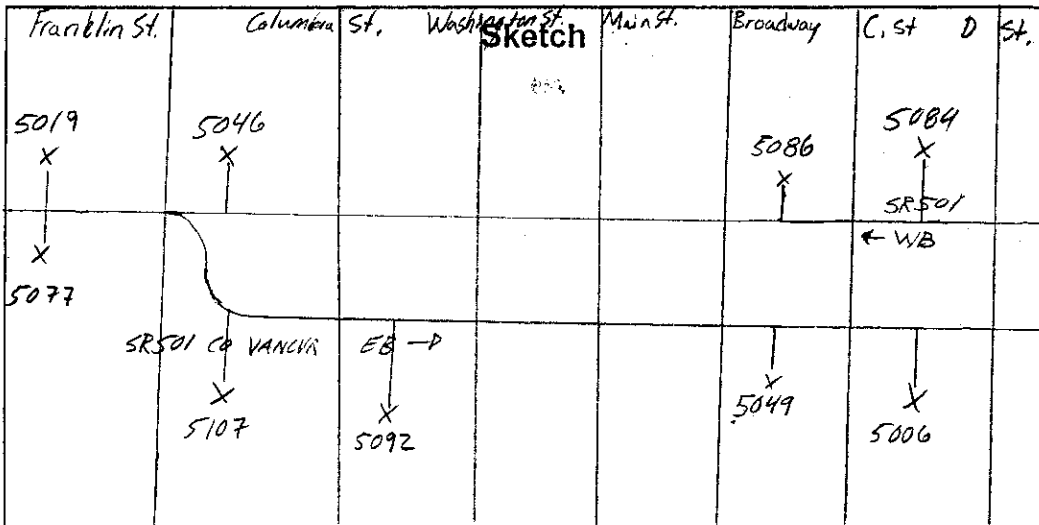 Franklin St. Columbia St. Washington St. Main St. Broadway C. St D St.
Sketch
5019 5046 5086 5084
SR501
← WB
5077
SR501 CO VANCVR EB →
5107 5092 5049 5006